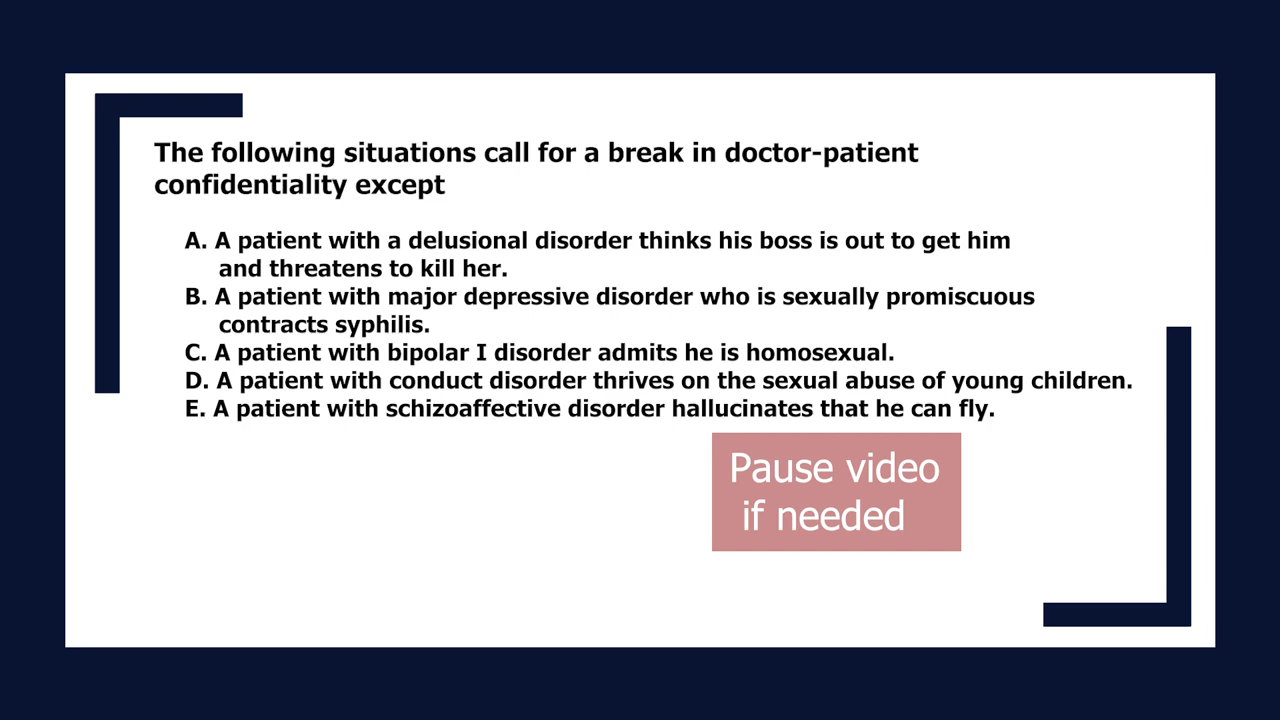 The following situations call for a break in doctor-patient
confidentiality except
A. A patient with a delusional disorder thinks his boss is out to get him
and threatens to kill her.
B. A patient with major depressive disorder who is sexually promiscuous
contracts syphilis.
C. A patient with bipolar I disorder admits he is homosexual.
D. A patient with conduct disorder thrives on the sexual abuse of young children.
E. A patient with schizoaffective disorder hallucinates that he can fly.
Pause video
if needed